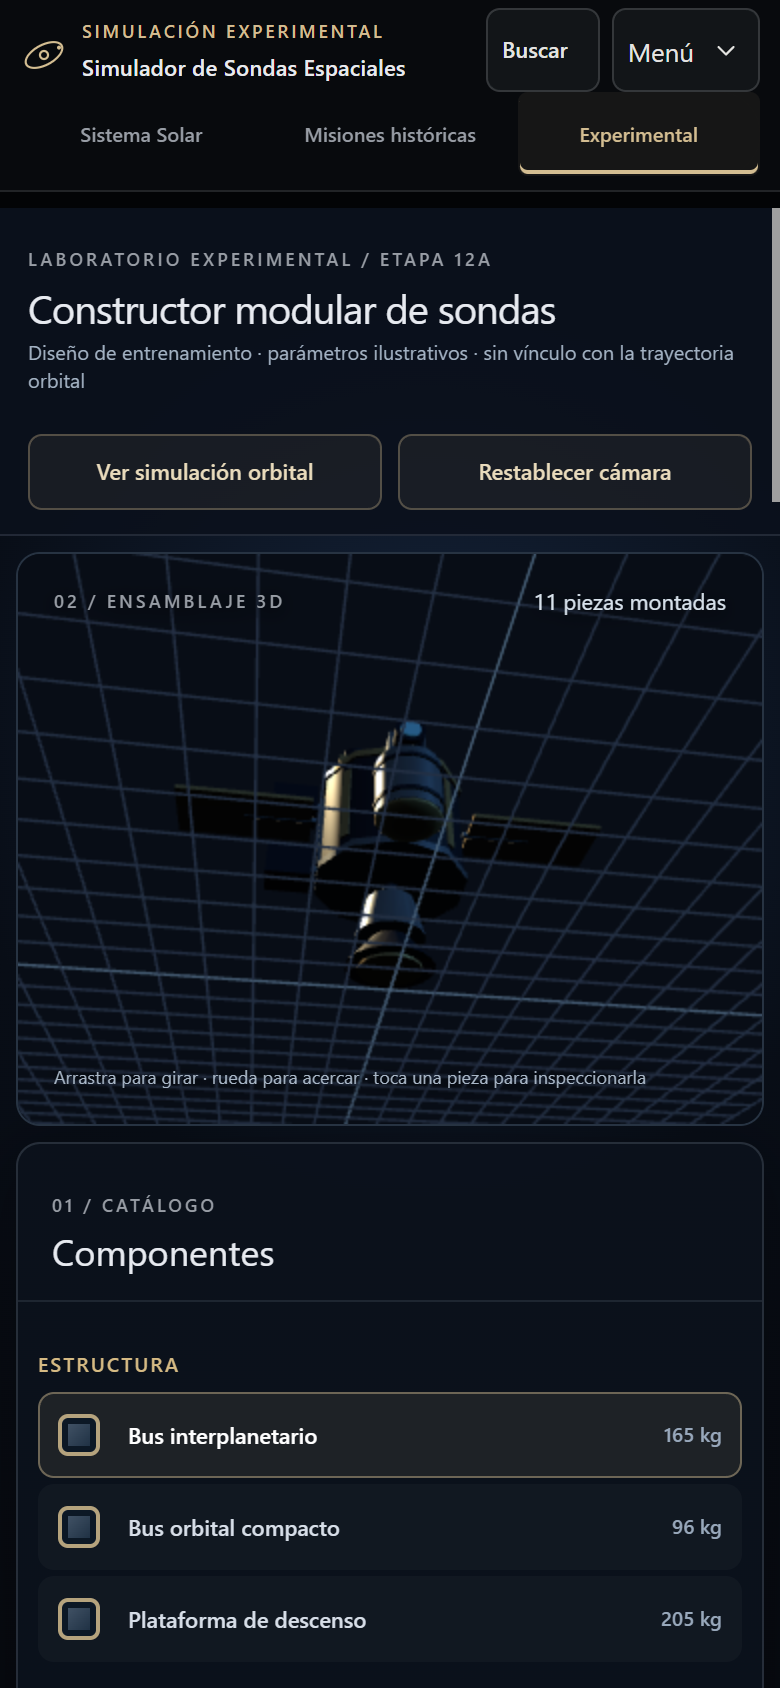 SIMULACIÓN EXPERIMENTAL
Simulador de Sondas Espaciales
Buscar
Menú
Sistema Solar
Misiones históricas
Experimental
LABORATORIO EXPERIMENTAL / ETAPA 12A
Constructor modular de sondas
Diseño de entrenamiento · parámetros ilustrativos · sin vínculo con la trayectoria
orbital
Ver simulación orbital
Restablecer cámara
02 / ENSAMBLAJE 3D
11 piezas montadas
Arrastra para girar · rueda para acercar · toca una pieza para inspeccionarla
01 / CATÁLOGO
Componentes
ESTRUCTURA
Bus interplanetario
165 kg
Bus orbital compacto
96 kg
Plataforma de descenso
205 kg